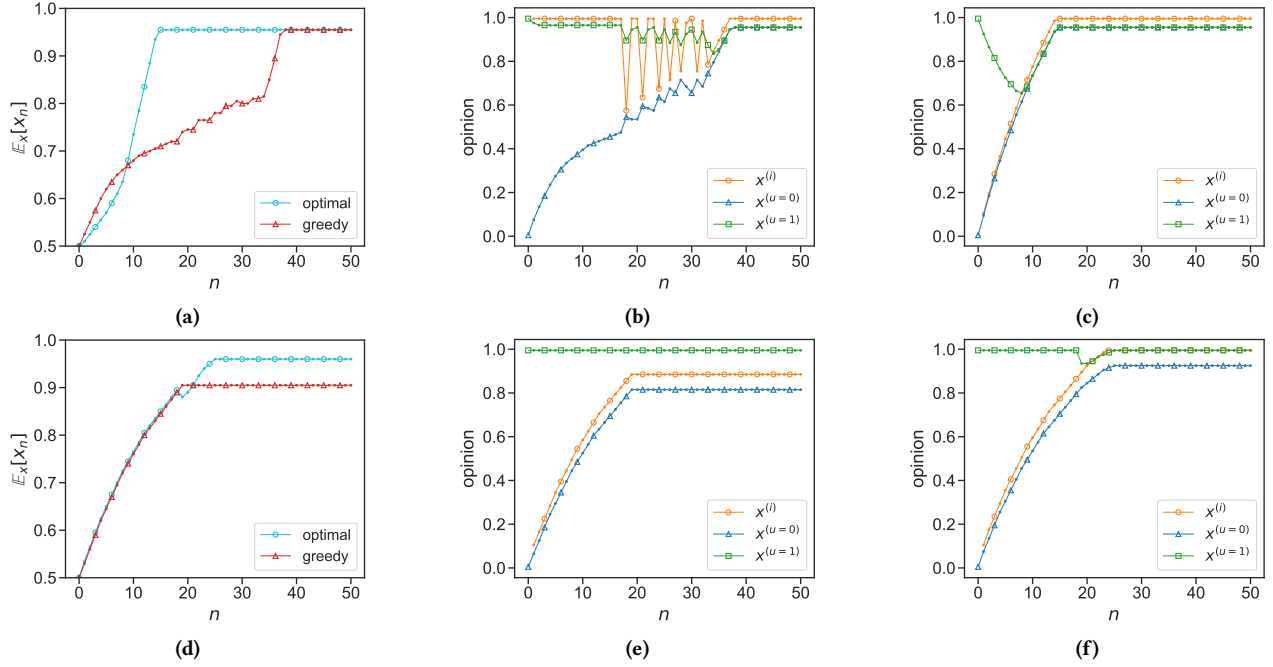 1.0
0.9
0.8
0.7
0.6
0.5
𝔼ₓ[xₙ]
optimal
greedy
0 10 20 30 40 50
n
(a)
1.0
0.8
0.6
0.4
0.2
0.0
opinion
x^(i)
x^(u=0)
x^(u=1)
0 10 20 30 40 50
n
(b)
1.0
0.8
0.6
0.4
0.2
0.0
opinion
x^(i)
x^(u=0)
x^(u=1)
0 10 20 30 40 50
n
(c)
1.0
0.9
0.8
0.7
0.6
0.5
𝔼ₓ[xₙ]
optimal
greedy
0 10 20 30 40 50
n
(d)
1.0
0.8
0.6
0.4
0.2
0.0
opinion
x^(i)
x^(u=0)
x^(u=1)
0 10 20 30 40 50
n
(e)
1.0
0.8
0.6
0.4
0.2
0.0
opinion
x^(i)
x^(u=0)
x^(u=1)
0 10 20 30 40 50
n
(f)